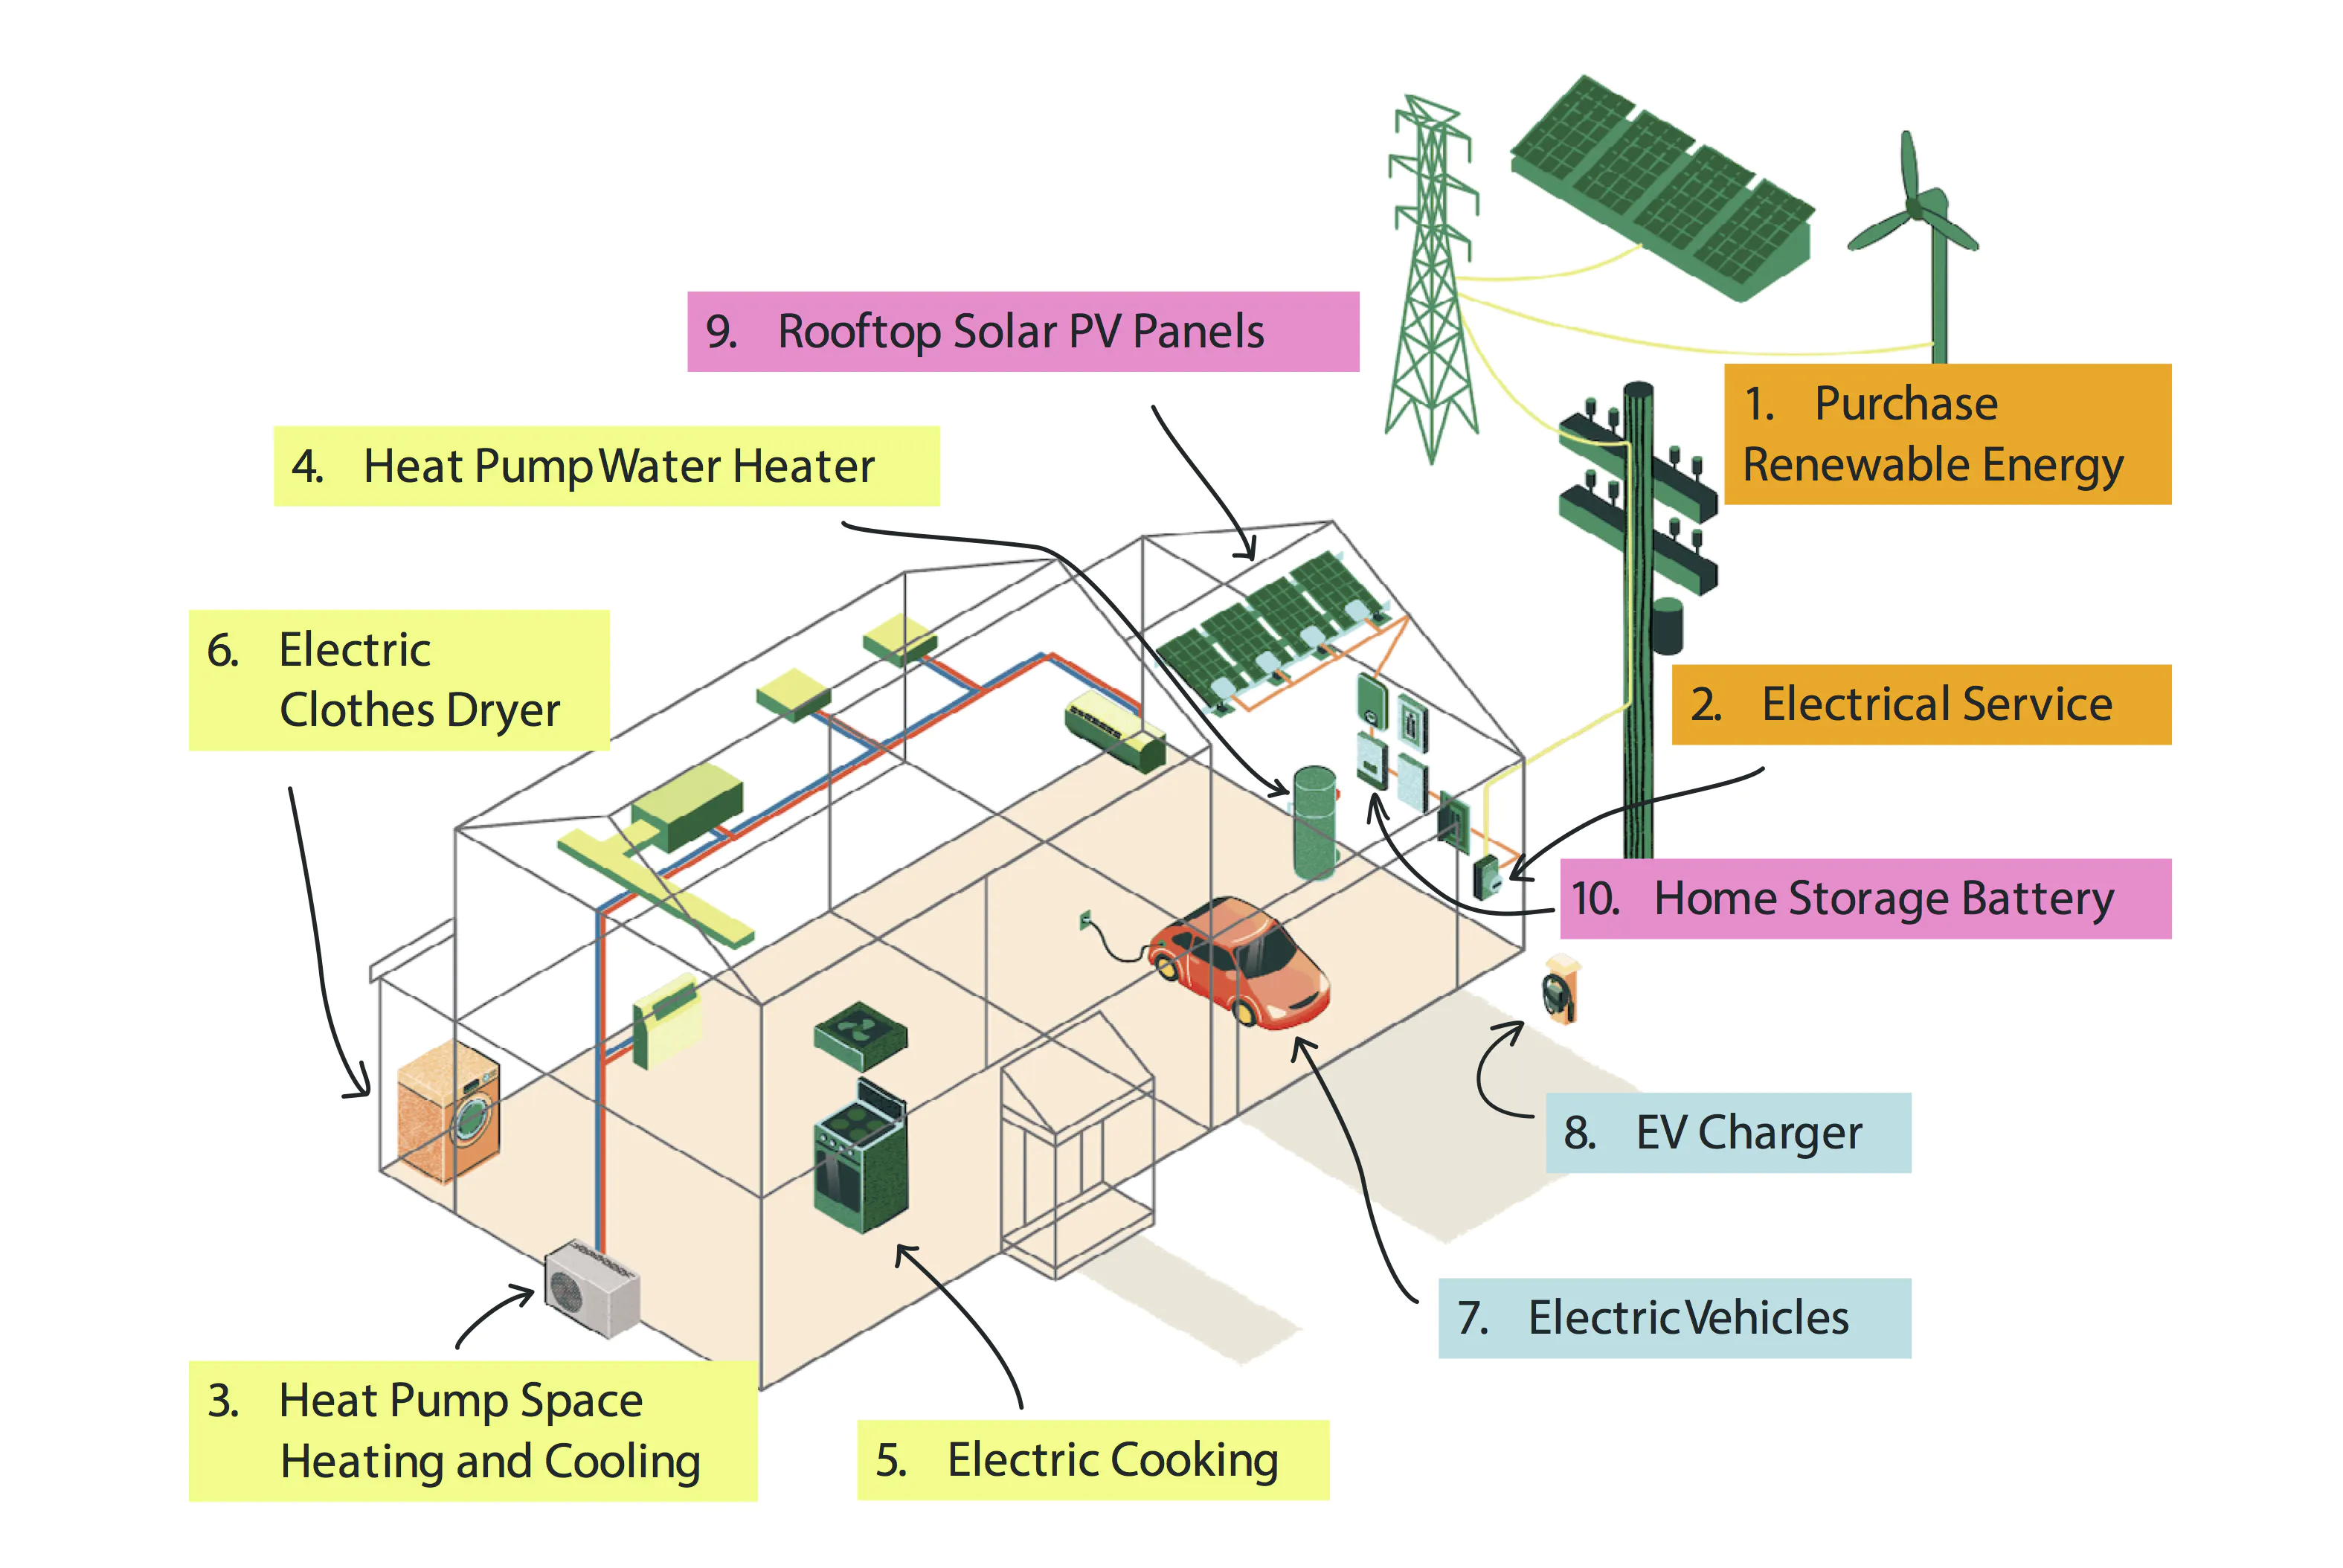 9. Rooftop Solar PV Panels
1. Purchase
Renewable Energy
4. Heat Pump Water Heater
6. Electric
Clothes Dryer
2. Electrical Service
10. Home Storage Battery
8. EV Charger
7. Electric Vehicles
3. Heat Pump Space
Heating and Cooling
5. Electric Cooking